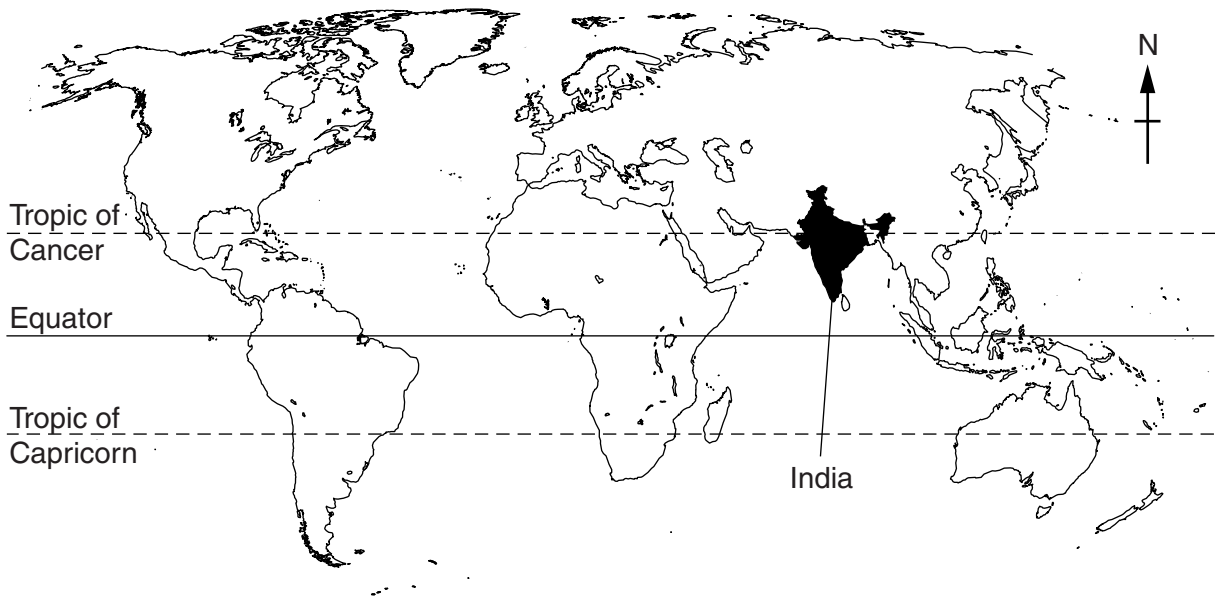 N
Tropic of
Cancer
Equator
Tropic of
Capricorn
India